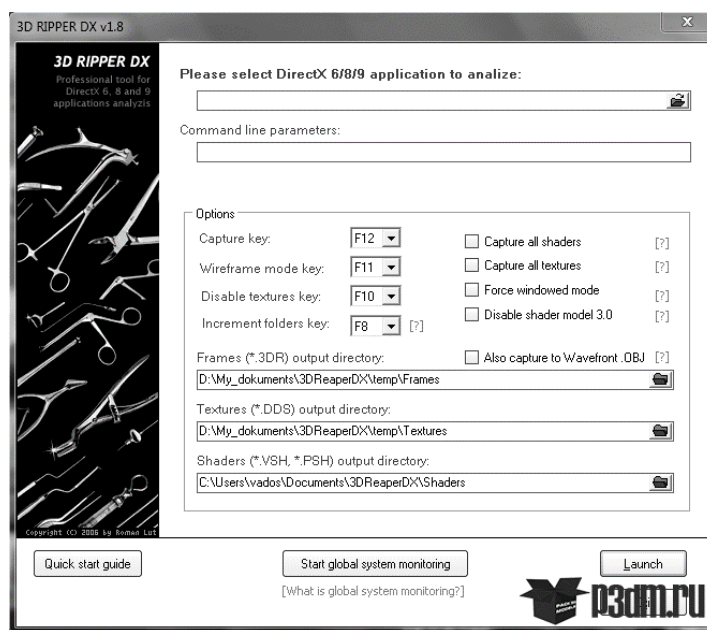 3D RIPPER DX v1.8
X
3D RIPPER DX
Professional tool for
DirectX 6, 8 and 9
applications analyzis
Please select DirectX 6/8/9 application to analize:
Command line parameters:
Options
Capture key:
F12
Wireframe mode key:
F11
Disable textures key:
F10
Increment folders key:
F8
[?]
Capture all shaders
[?]
Capture all textures
[?]
Force windowed mode
[?]
Disable shader model 3.0
[?]
Frames (*.3DR) output directory:
Also capture to Wavefront .OBJ
[?]
D:\My_dokuments\3DReaperDX\temp\Frames
Textures (*.DDS) output directory:
D:\My_dokuments\3DReaperDX\temp\Textures
Shaders (*.VSH, *.PSH) output directory:
C:\Users\vados\Documents\3DReaperDX\Shaders
Copyright (C) 2006 by Roman Lut
Quick start guide
Start global system monitoring
Launch
[What is global system monitoring?]
p3dm.ru